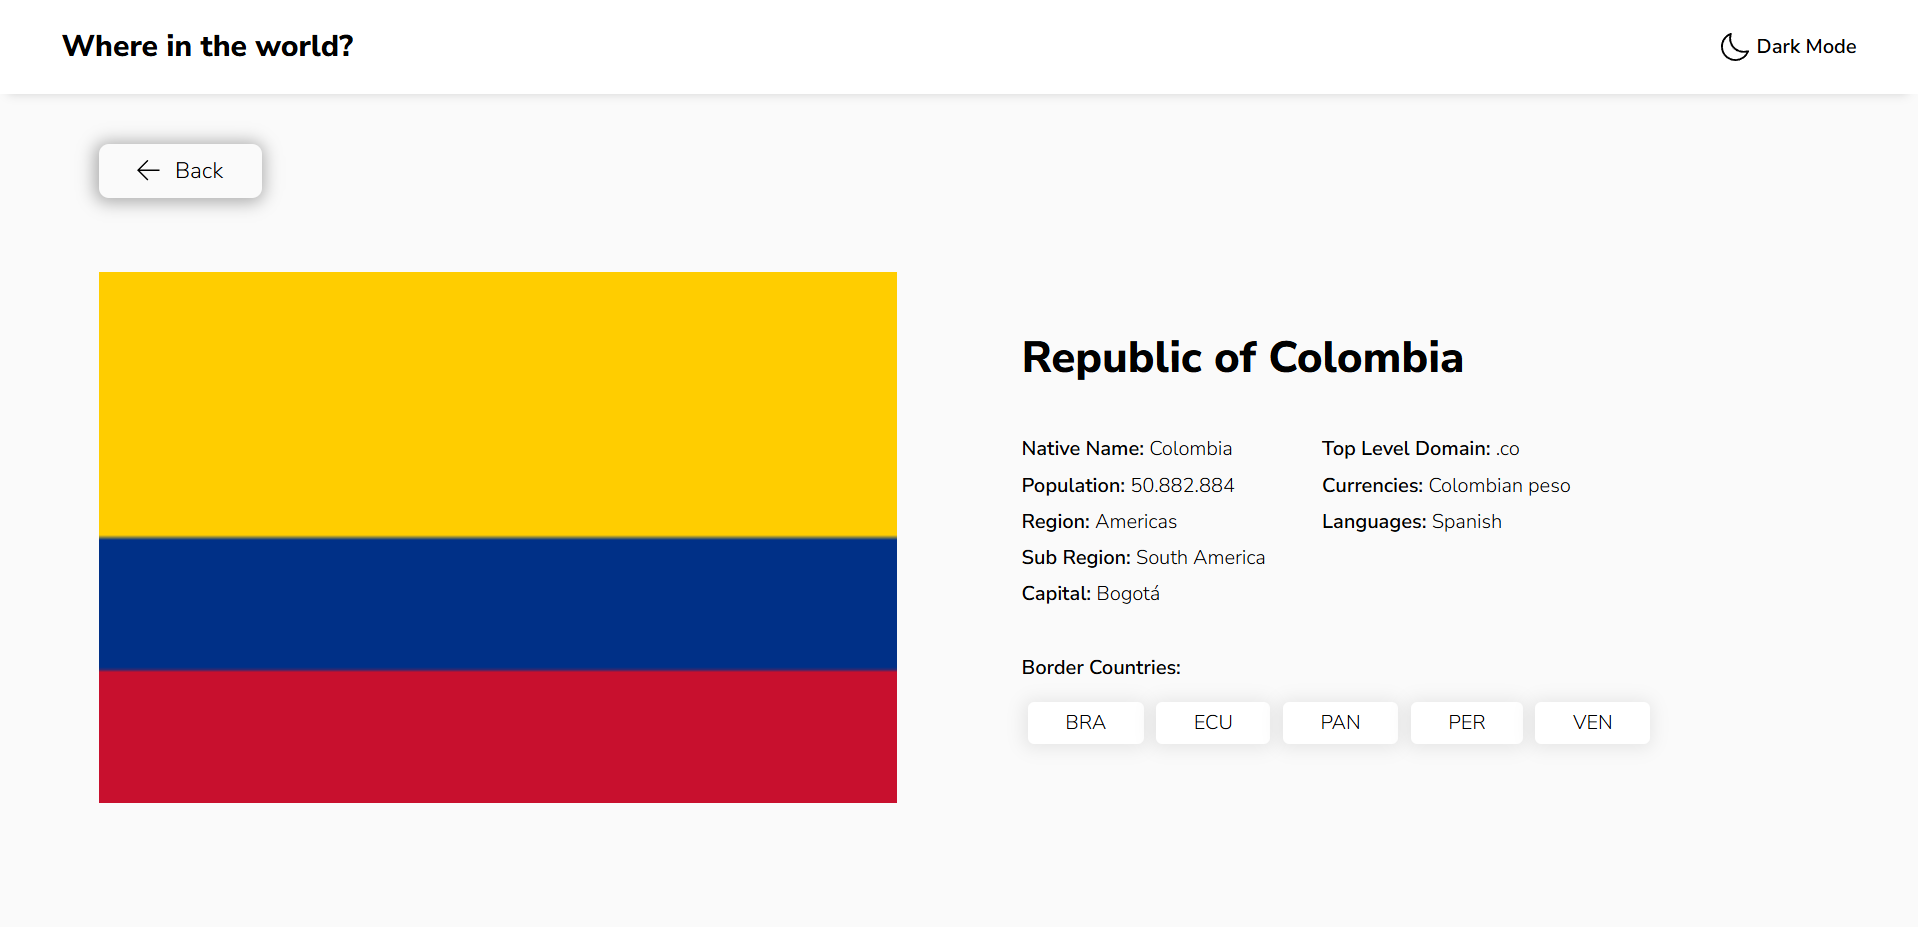 Where in the world?
Dark Mode
Back
Republic of Colombia
Native Name: Colombia
Population: 50.882.884
Region: Americas
Sub Region: South America
Capital: Bogotá
Top Level Domain: .co
Currencies: Colombian peso
Languages: Spanish
Border Countries:
BRA ECU PAN PER VEN